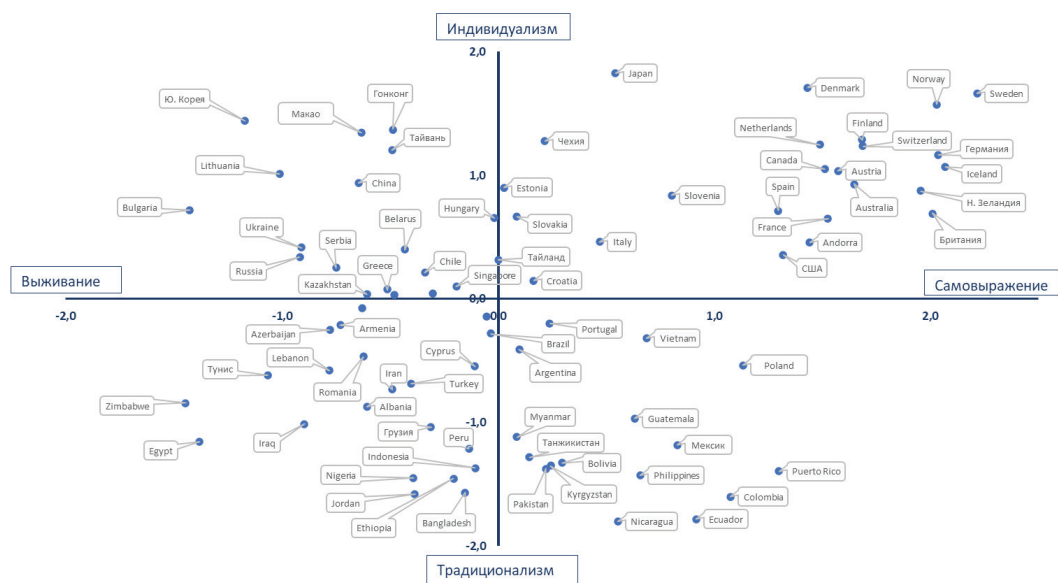 Индивидуализм
2,0
Japan
Norway
Denmark
Sweden
Гонконг
Ю. Корея
Макао
Тайвань
Чехия
Netherlands
Finland
Switzerland
Германия
Lithuania
1,0
Canada
Austria
Iceland
China
Estonia
Slovenia
Spain
Н. Зеландия
Bulgaria
Hungary
Slovakia
Australia
Belarus
France
Ukraine
Italy
Andorra
Британия
Serbia
Russia
Greece
Chile
Тайланд
США
Singapore
Выживание
Kazakhstan
Croatia
Самовыражение
0,0
-2,0
-1,0
0,0
1,0
2,0
Azerbaijan
Armenia
Portugal
Vietnam
Brazil
Lebanon
Cyprus
Тунис
Iran
Argentina
Poland
Romania
Turkey
Zimbabwe
Albania
-1,0
Myanmar
Guatemala
Грузия
Egypt
Iraq
Peru
Танжикистан
Мексик
Indonesia
Bolivia
Nigeria
Philippines
Puerto Rico
Jordan
Pakistan
Kyrgyzstan
Colombia
Ethiopia
Bangladesh
Nicaragua
Ecuador
-2,0
Традиционализм